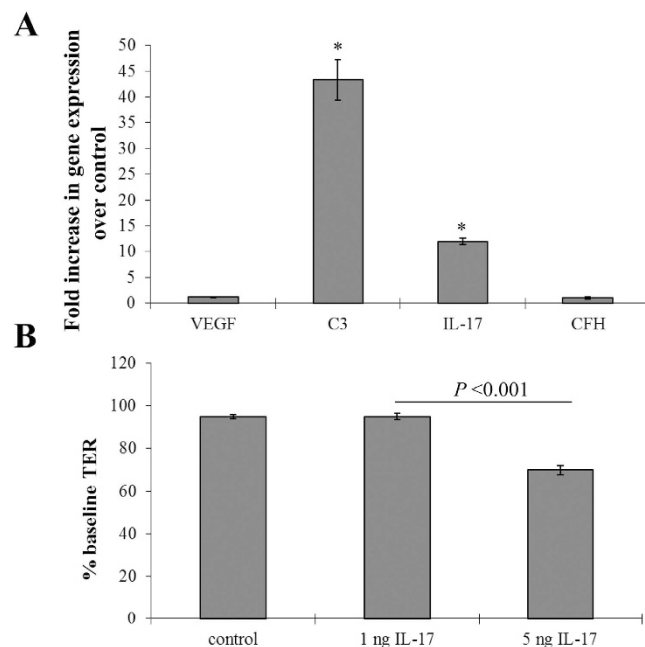 A
Fold increase in gene expression
over control
50
45
40
35
30
25
20
15
10
5
0
*
*
VEGF
C3
IL-17
CFH
B
% baseline TER
120
100
80
60
40
20
0
P <0.001
control
1 ng IL-17
5 ng IL-17